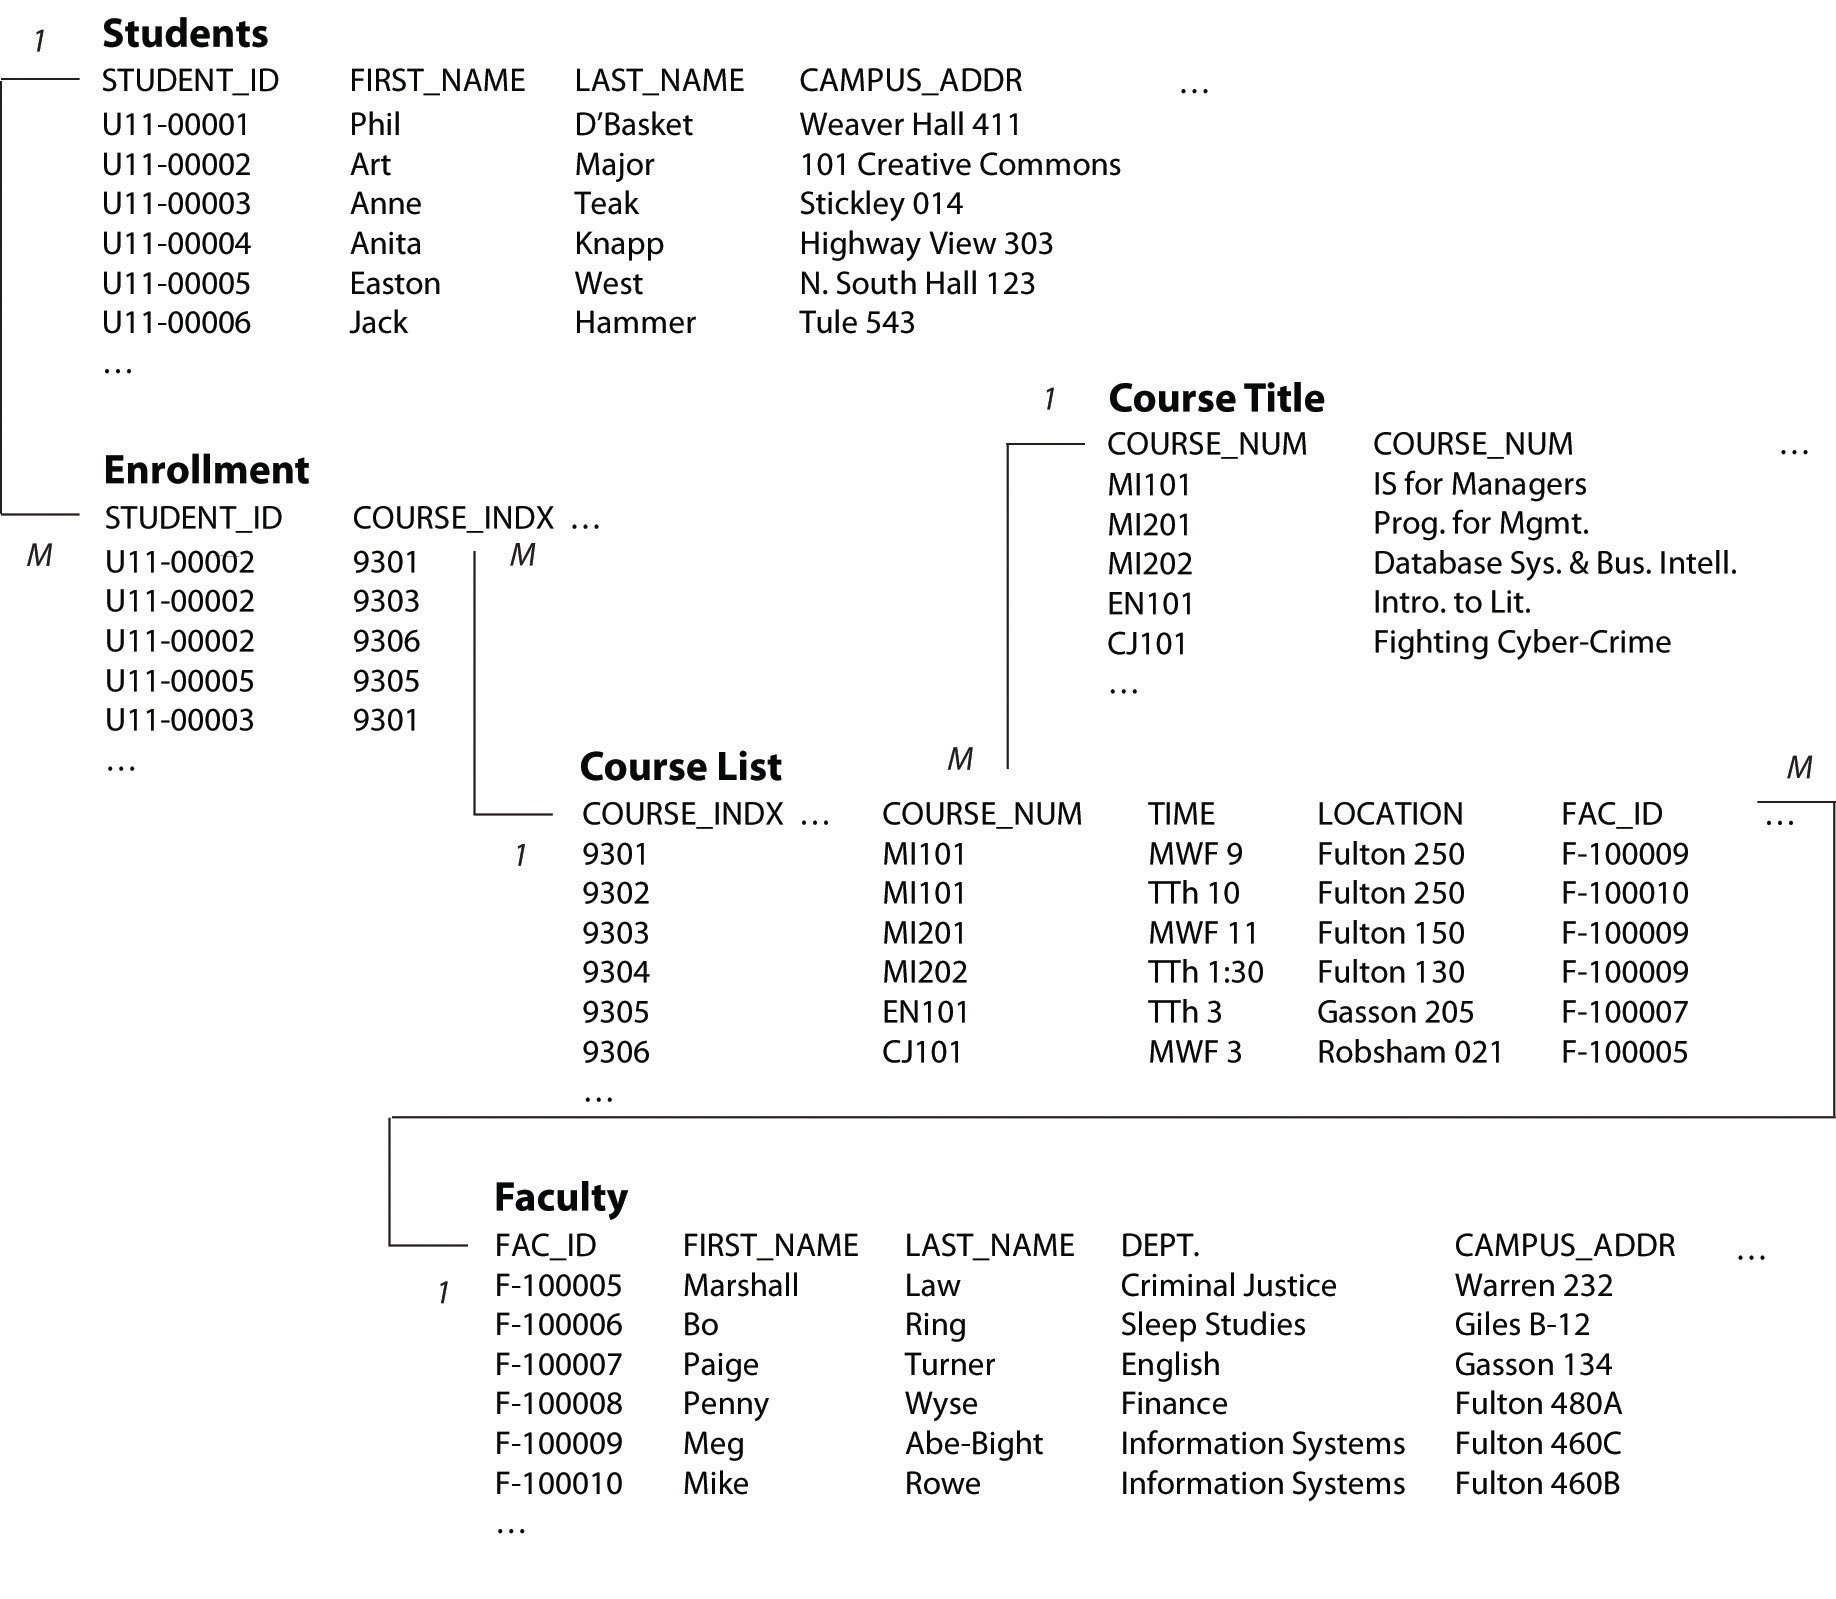 1
Students
STUDENT_ID FIRST_NAME LAST_NAME CAMPUS_ADDR ...
U11-00001 Phil D’Basket Weaver Hall 411
U11-00002 Art Major 101 Creative Commons
U11-00003 Anne Teak Stickley 014
U11-00004 Anita Knapp Highway View 303
U11-00005 Easton West N. South Hall 123
U11-00006 Jack Hammer Tule 543
...
1
Course Title
COURSE_NUM COURSE_NUM ...
MI101 IS for Managers
MI201 Prog. for Mgmt.
MI202 Database Sys. & Bus. Intell.
EN101 Intro. to Lit.
CJ101 Fighting Cyber-Crime
...
Enrollment
STUDENT_ID COURSE_INDX ...
M M
U11-00002 9301
U11-00002 9303
U11-00002 9306
U11-00005 9305
U11-00003 9301
...
Course List
M M
COURSE_INDX ... COURSE_NUM TIME LOCATION FAC_ID ...
1
9301 MI101 MWF 9 Fulton 250 F-100009
9302 MI101 TTh 10 Fulton 250 F-100010
9303 MI201 MWF 11 Fulton 150 F-100009
9304 MI202 TTh 1:30 Fulton 130 F-100009
9305 EN101 TTh 3 Gasson 205 F-100007
9306 CJ101 MWF 3 Robsham 021 F-100005
...
Faculty
FAC_ID FIRST_NAME LAST_NAME DEPT. CAMPUS_ADDR ...
1
F-100005 Marshall Law Criminal Justice Warren 232
F-100006 Bo Ring Sleep Studies Giles B-12
F-100007 Paige Turner English Gasson 134
F-100008 Penny Wyse Finance Fulton 480A
F-100009 Meg Abe-Bight Information Systems Fulton 460C
F-100010 Mike Rowe Information Systems Fulton 460B
...